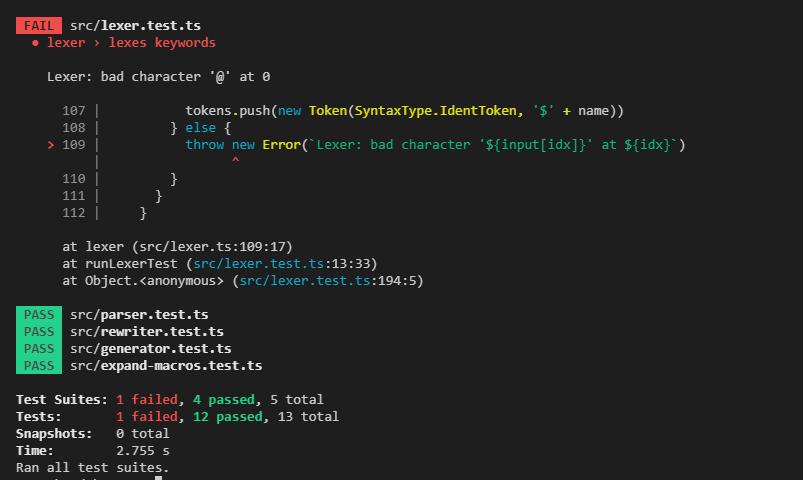 FAIL src/lexer.test.ts
● lexer › lexes keywords
Lexer: bad character '@' at 0
107 | tokens.push(new Token(SyntaxType.IdentToken, '$' + name))
108 | } else {
> 109 | throw new Error(`Lexer: bad character '${input[idx]}' at ${idx}`)
| ^
110 | }
111 | }
112 | }
at lexer (src/lexer.ts:109:17)
at runLexerTest (src/lexer.test.ts:13:33)
at Object.<anonymous> (src/lexer.test.ts:194:5)
PASS src/parser.test.ts
PASS src/rewriter.test.ts
PASS src/generator.test.ts
PASS src/expand-macros.test.ts
Test Suites: 1 failed, 4 passed, 5 total
Tests: 1 failed, 12 passed, 13 total
Snapshots: 0 total
Time: 2.755 s
Ran all test suites.